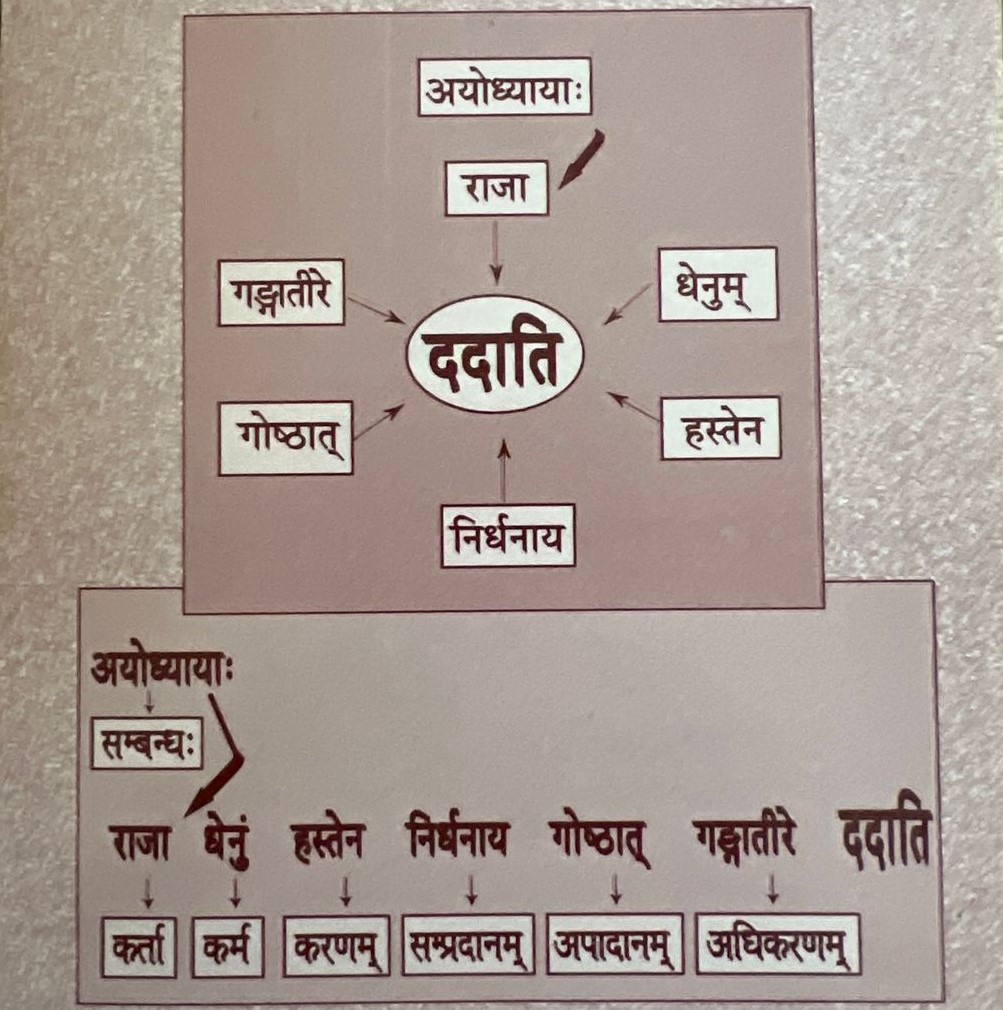 अयोध्यायाः
राजा
गङ्गातीरे धेनुम्
ददाति
गोष्ठात् हस्तेन
निर्धनाय
अयोध्यायाः
सम्बन्धः
राजा धेनुं हस्तेन निर्धनाय गोष्ठात् गङ्गातीरे ददाति
कर्ता कर्म करणम् सम्प्रदानम् अपादानम् अधिकरणम्